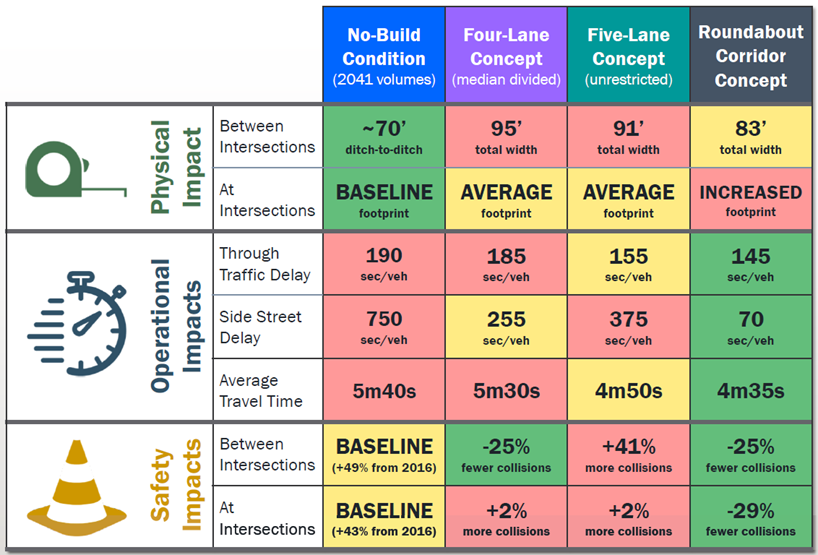 No-Build
Condition
(2041 volumes)
Four-Lane
Concept
(median divided)
Five-Lane
Concept
(unrestricted)
Roundabout
Corridor
Concept
Physical
Impact
Between
Intersections
~70’
ditch-to-ditch
95’
total width
91’
total width
83’
total width
At
Intersections
BASELINE
footprint
AVERAGE
footprint
AVERAGE
footprint
INCREASED
footprint
Operational
Impacts
Through
Traffic Delay
190
sec/veh
185
sec/veh
155
sec/veh
145
sec/veh
Side Street
Delay
750
sec/veh
255
sec/veh
375
sec/veh
70
sec/veh
Average
Travel Time
5m40s
5m30s
4m50s
4m35s
Safety
Impacts
Between
Intersections
BASELINE
(+49% from 2016)
-25%
fewer collisions
+41%
more collisions
-25%
fewer collisions
At
Intersections
BASELINE
(+43% from 2016)
+2%
more collisions
+2%
more collisions
-29%
fewer collisions